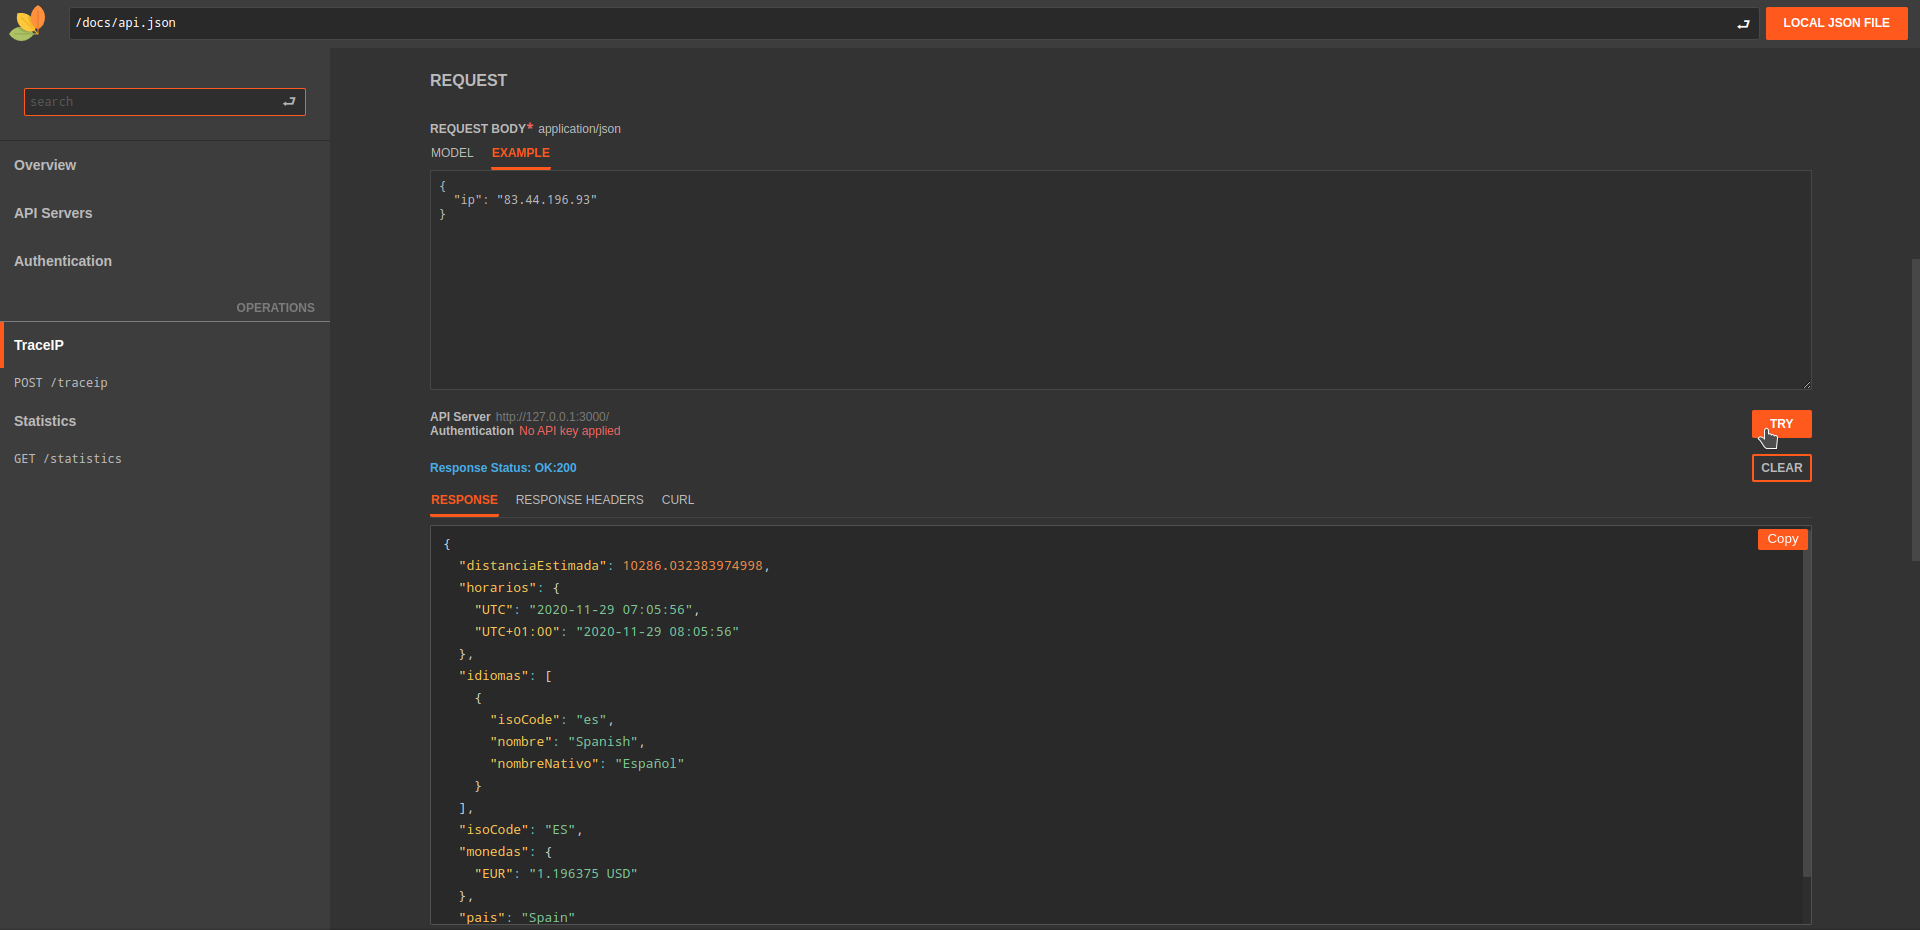 /docs/api.json
LOCAL JSON FILE
search
Overview
API Servers
Authentication
OPERATIONS
TraceIP
POST /traceip
Statistics
GET /statistics
REQUEST
REQUEST BODY* application/json
MODEL EXAMPLE
{
  "ip": "83.44.196.93"
}
API Server http://127.0.0.1:3000/
Authentication No API key applied
TRY
Response Status: OK:200
CLEAR
RESPONSE RESPONSE HEADERS CURL
Copy
{
  "distanciaEstimada": 10286.032383974998,
  "horarios": {
    "UTC": "2020-11-29 07:05:56",
    "UTC+01:00": "2020-11-29 08:05:56"
  },
  "idiomas": [
    {
      "isoCode": "es",
      "nombre": "Spanish",
      "nombreNativo": "Español"
    }
  ],
  "isoCode": "ES",
  "monedas": {
    "EUR": "1.196375 USD"
  },
  "pais": "Spain"